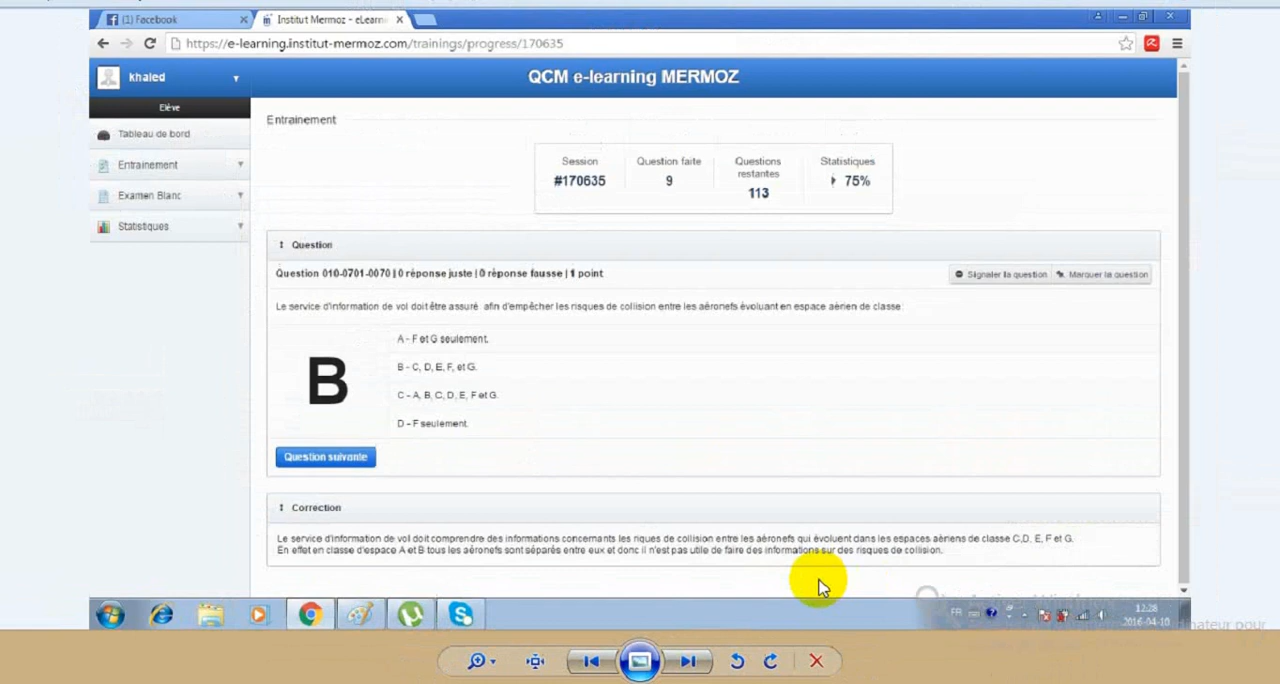 (1) Facebook
Institut Mermoz - eLearn
https://e-learning.institut-mermoz.com/trainings/progress/170635
khaled
QCM e-learning MERMOZ
Elève
Tableau de bord
Entrainement
Examen Blanc
Statistiques
Entrainement
Session
#170635
Question faite
9
Questions
restantes
113
Statistiques
75%
Question
Question 010-0701-0070 | 0 réponse juste | 0 réponse fausse | 1 point
Signaler la question
Marquer la question
Le service d'information de vol doit être assuré afin d'empêcher les risques de collision entre les aéronefs évoluant en espace aérien de classe
B
A - F et G seulement.
B - C, D, E, F, et G.
C - A, B, C, D, E, F et G.
D - F seulement.
Question suivante
Correction
Le service d'information de vol doit comprendre des informations concernants les riques de collision entre les aéronefs qui évoluent dans les espaces aériens de classe C,D, E, F et G.
En effet en classe d'espace A et B tous les aéronefs sont séparés entre eux et donc il n'est pas utile de faire des informations sur des risques de collision.
FR
12:28
2016-04-10